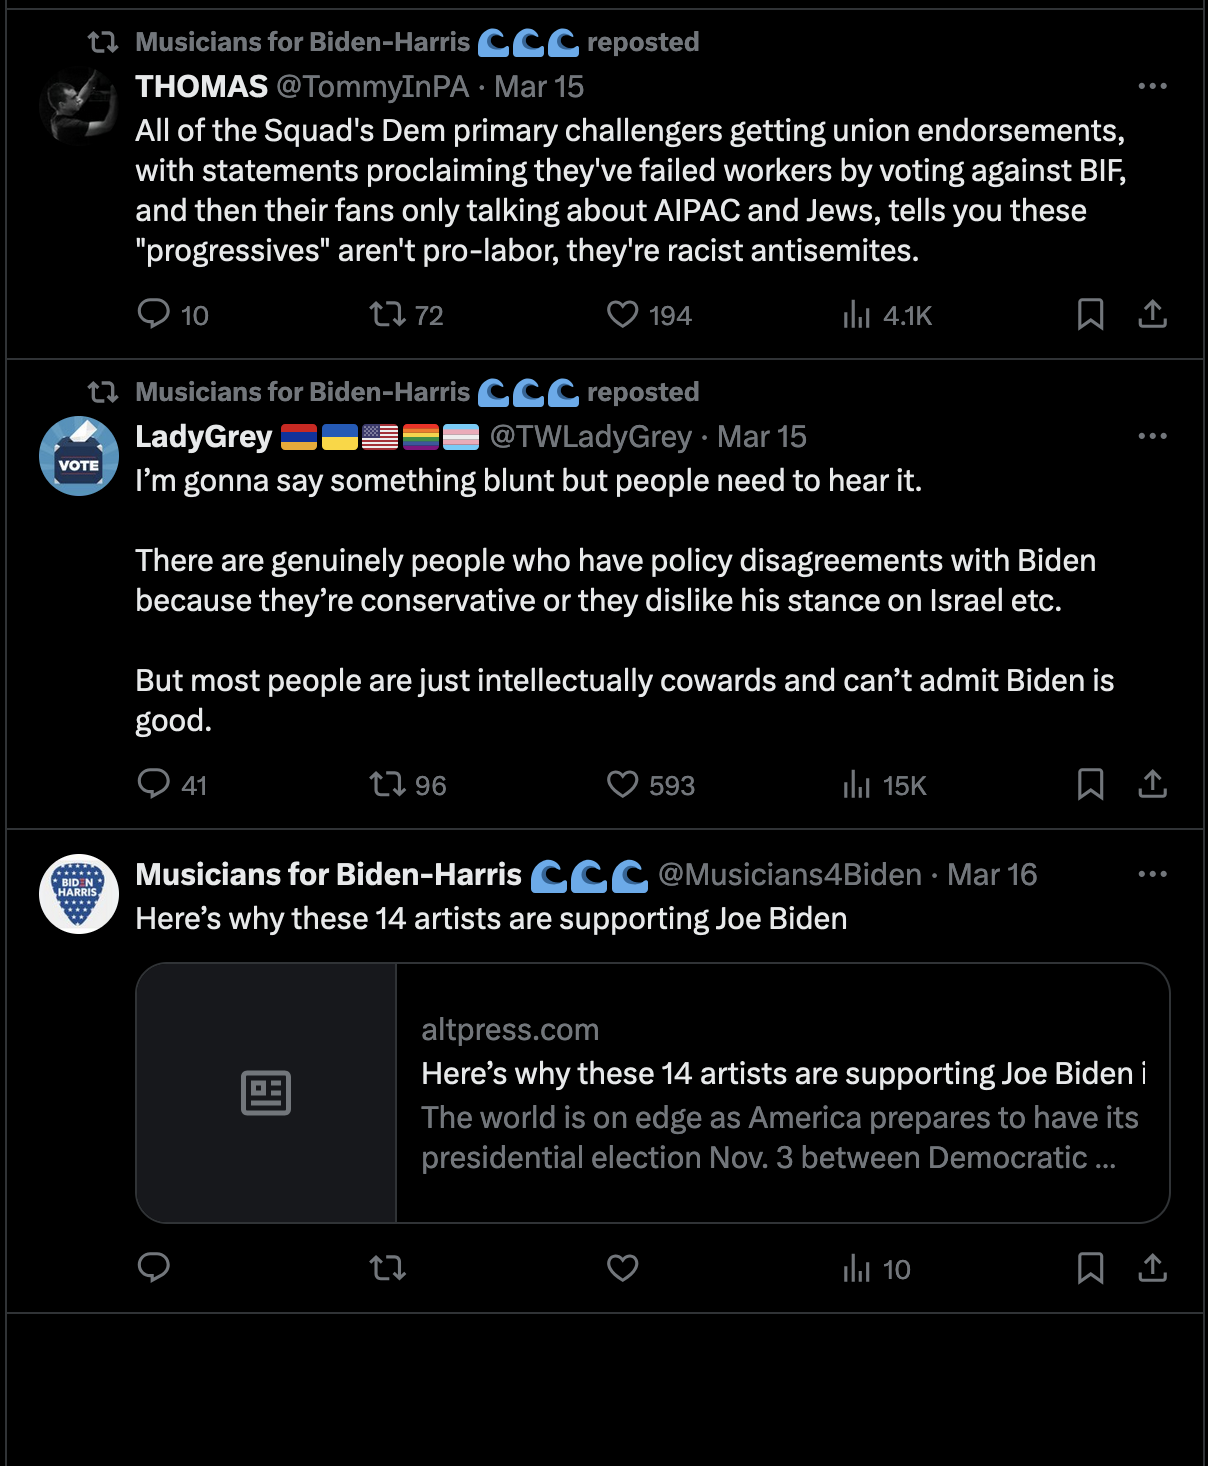 Musicians for Biden-Harris 🌊🌊🌊 reposted
THOMAS @TommyInPA · Mar 15
All of the Squad's Dem primary challengers getting union endorsements,
with statements proclaiming they've failed workers by voting against BIF,
and then their fans only talking about AIPAC and Jews, tells you these
"progressives" aren't pro-labor, they're racist antisemites.
10 72 194 4.1K
Musicians for Biden-Harris 🌊🌊🌊 reposted
LadyGrey 🇦🇲🇺🇦🇺🇸🏳️‍🌈🏳️‍⚧️ @TWLadyGrey · Mar 15
VOTE
I’m gonna say something blunt but people need to hear it.
There are genuinely people who have policy disagreements with Biden
because they’re conservative or they dislike his stance on Israel etc.
But most people are just intellectually cowards and can’t admit Biden is
good.
41 96 593 15K
Musicians for Biden-Harris 🌊🌊🌊 @Musicians4Biden · Mar 16
BIDEN
HARRIS
Here’s why these 14 artists are supporting Joe Biden
altpress.com
Here’s why these 14 artists are supporting Joe Biden i
The world is on edge as America prepares to have its
presidential election Nov. 3 between Democratic ...
10